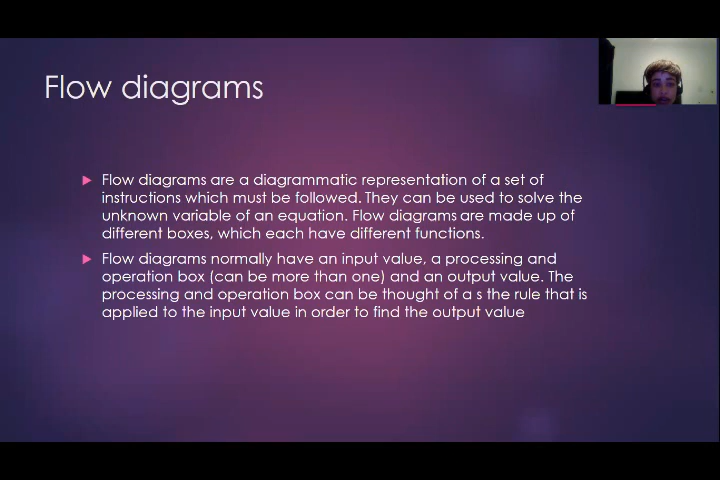 Flow diagrams
Flow diagrams are a diagrammatic representation of a set of
instructions which must be followed. They can be used to solve the
unknown variable of an equation. Flow diagrams are made up of
different boxes, which each have different functions.
Flow diagrams normally have an input value, a processing and
operation box (can be more than one) and an output value. The
processing and operation box can be thought of a s the rule that is
applied to the input value in order to find the output value